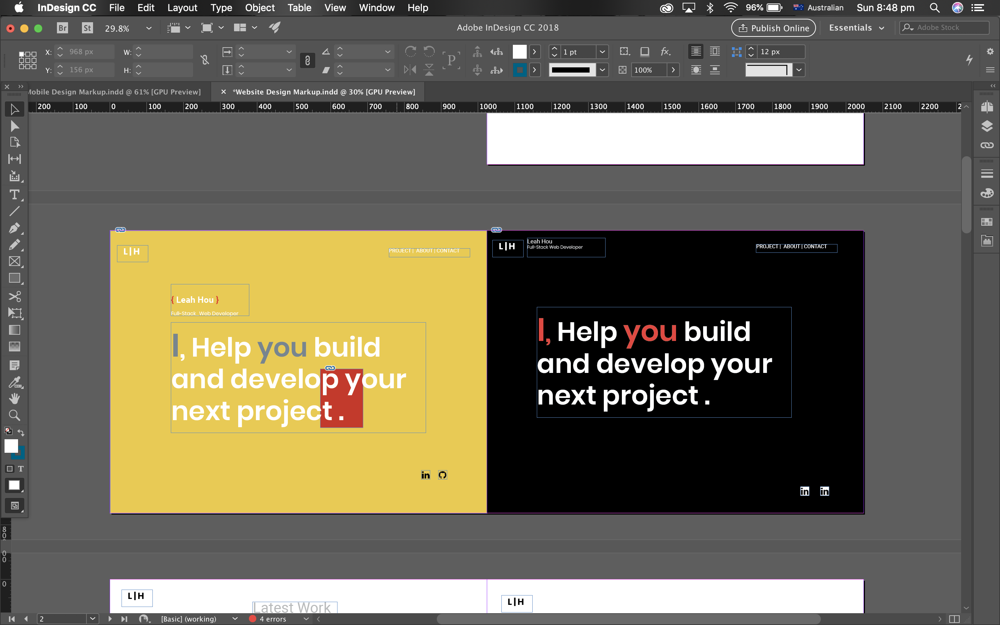 InDesign CC File Edit Layout Type Object Table View Window Help 96% Australian Sun 8:48 pm
Br St 29.8% Adobe InDesign CC 2018 Publish Online Essentials Adobe Stock
X: 968 px W: 1 pt 12 px
Y: 156 px H: 100%
Mobile Design Markup.indd @ 61% [GPU Preview] × *Website Design Markup.indd @ 30% [GPU Preview]
200 100 0 100 200 300 400 500 600 700 800 900 1000 1100 1200 1300 1400 1500 1600 1700 1800 1900 2000 2100 2200
L|H
PROJECT | ABOUT | CONTACT
{ Leah Hou }
Full-Stack Web Developer
I, Help you build
and develop your
next project .
in
L|H
Leah Hou
Full-Stack Web Developer
PROJECT | ABOUT | CONTACT
I, Help you build
and develop your
next project .
in in
L|H
Latest Work
L|H
2 [Basic] (working) 4 errors